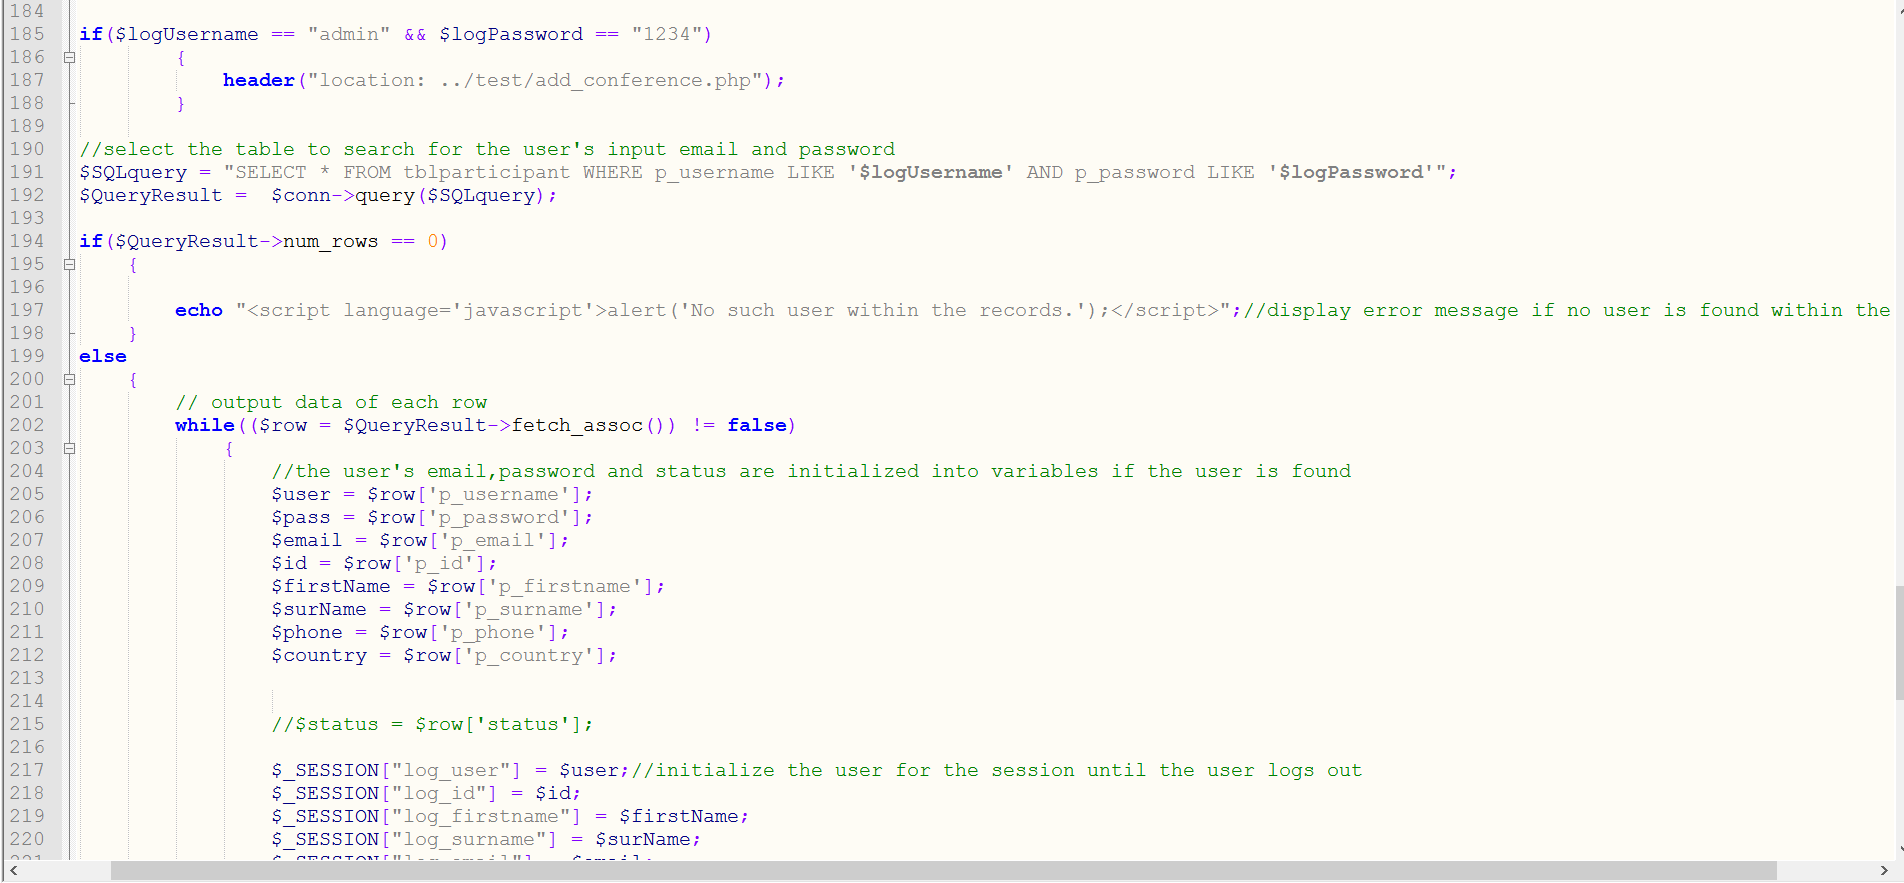 184
185 if($logUsername == "admin" && $logPassword == "1234")
186 {
187 header("location: ../test/add_conference.php");
188 }
189
190 //select the table to search for the user's input email and password
191 $SQLquery = "SELECT * FROM tblparticipant WHERE p_username LIKE '$logUsername' AND p_password LIKE '$logPassword'";
192 $QueryResult = $conn->query($SQLquery);
193
194 if($QueryResult->num_rows == 0)
195 {
196
197 echo "<script language='javascript'>alert('No such user within the records.');</script>";//display error message if no user is found within the
198 }
199 else
200 {
201 // output data of each row
202 while(($row = $QueryResult->fetch_assoc()) != false)
203 {
204 //the user's email,password and status are initialized into variables if the user is found
205 $user = $row['p_username'];
206 $pass = $row['p_password'];
207 $email = $row['p_email'];
208 $id = $row['p_id'];
209 $firstName = $row['p_firstname'];
210 $surName = $row['p_surname'];
211 $phone = $row['p_phone'];
212 $country = $row['p_country'];
213
214
215 //$status = $row['status'];
216
217 $_SESSION["log_user"] = $user;//initialize the user for the session until the user logs out
218 $_SESSION["log_id"] = $id;
219 $_SESSION["log_firstname"] = $firstName;
220 $_SESSION["log_surname"] = $surName;
221 $_SESSION["log_email"] = $email;